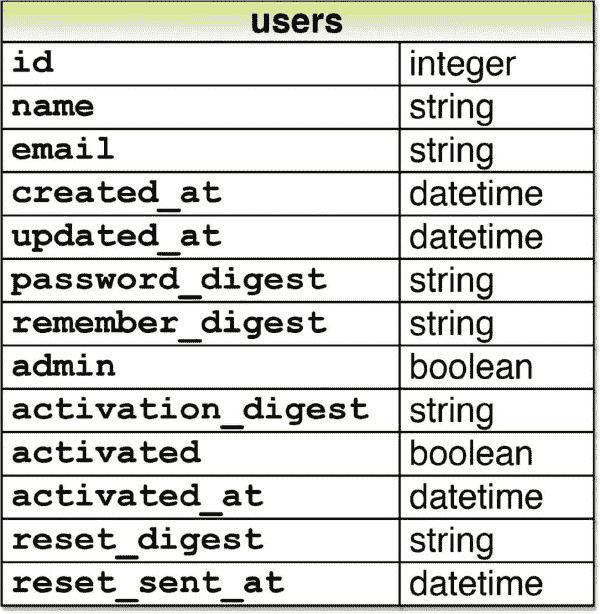 users
id integer
name string
email string
created_at datetime
updated_at datetime
password_digest string
remember_digest string
admin boolean
activation_digest string
activated boolean
activated_at datetime
reset_digest string
reset_sent_at datetime